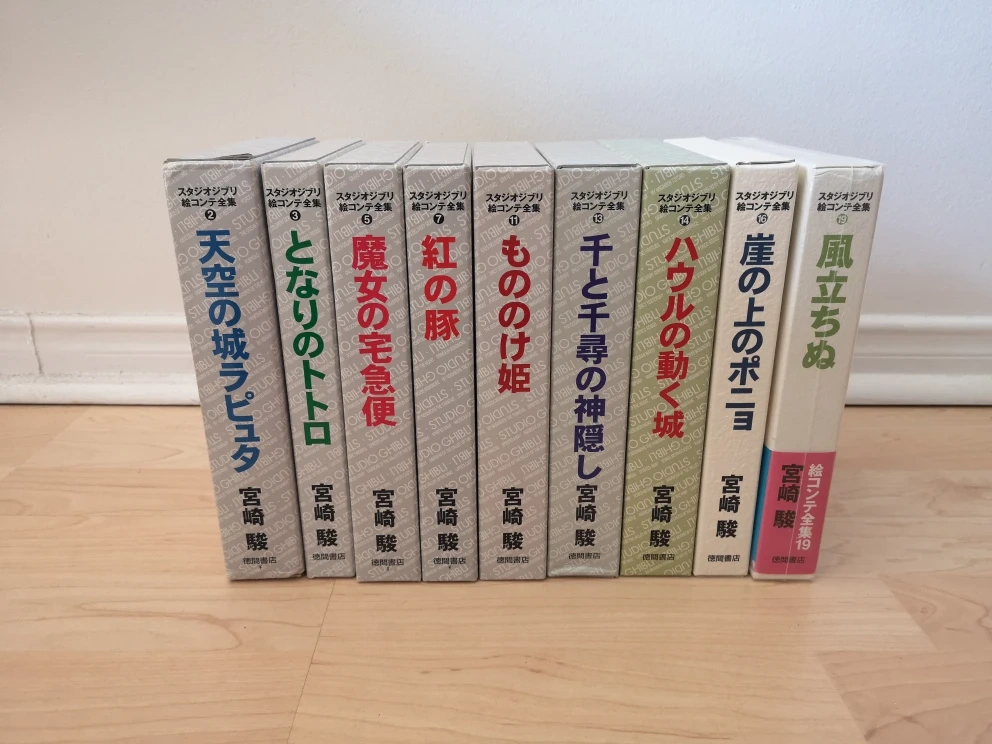 スタジオジブリ
絵コンテ全集
2
天空の城ラピュタ
宮崎駿
徳間書店
スタジオジブリ
絵コンテ全集
3
となりのトトロ
宮崎駿
徳間書店
スタジオジブリ
絵コンテ全集
5
魔女の宅急便
宮崎駿
徳間書店
スタジオジブリ
絵コンテ全集
7
紅の豚
宮崎駿
徳間書店
スタジオジブリ
絵コンテ全集
11
もののけ姫
宮崎駿
徳間書店
スタジオジブリ
絵コンテ全集
13
千と千尋の神隠し
宮崎駿
徳間書店
スタジオジブリ
絵コンテ全集
14
ハウルの動く城
宮崎駿
徳間書店
スタジオジブリ
絵コンテ全集
16
崖の上のポニョ
宮崎駿
徳間書店
スタジオジブリ
絵コンテ全集
19
風立ちぬ
絵コンテ全集19
宮崎駿
徳間書店